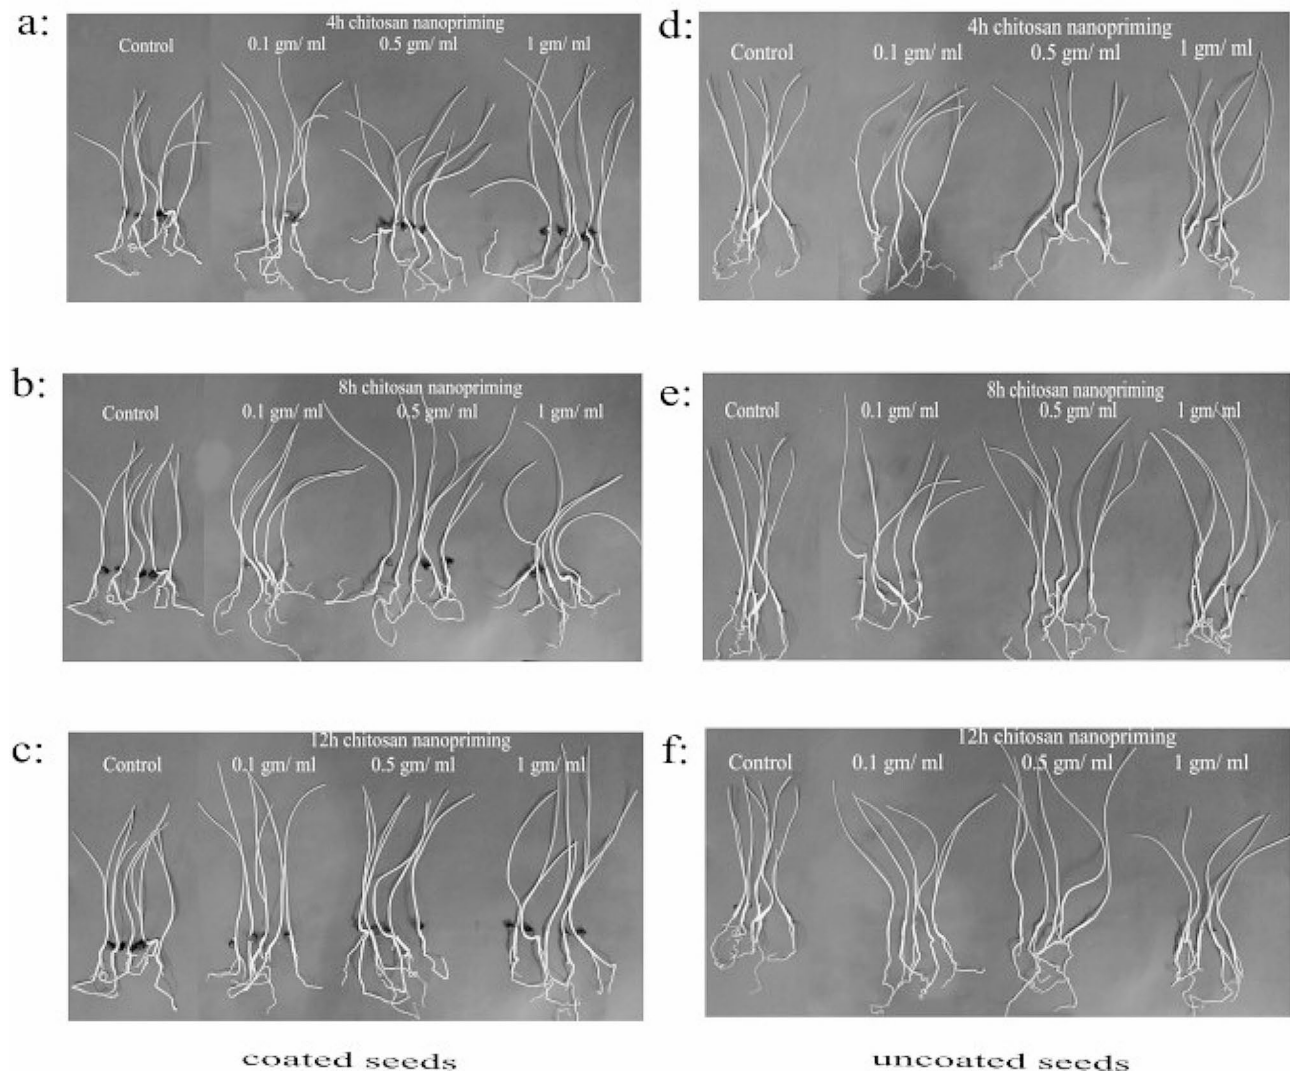 a:
4h chitosan nanopriming
Control 0.1 gm/ ml 0.5 gm/ ml 1 gm/ ml
d:
4h chitosan nanopriming
Control 0.1 gm/ ml 0.5 gm/ ml 1 gm/ ml
b:
8h chitosan nanopriming
Control 0.1 gm/ ml 0.5 gm/ ml 1 gm/ ml
e:
8h chitosan nanopriming
Control 0.1 gm/ ml 0.5 gm/ ml 1 gm/ ml
c:
12h chitosan nanopriming
Control 0.1 gm/ ml 0.5 gm/ ml 1 gm/ ml
f:
12h chitosan nanopriming
Control 0.1 gm/ ml 0.5 gm/ ml 1 gm/ ml
coated seeds
uncoated seeds